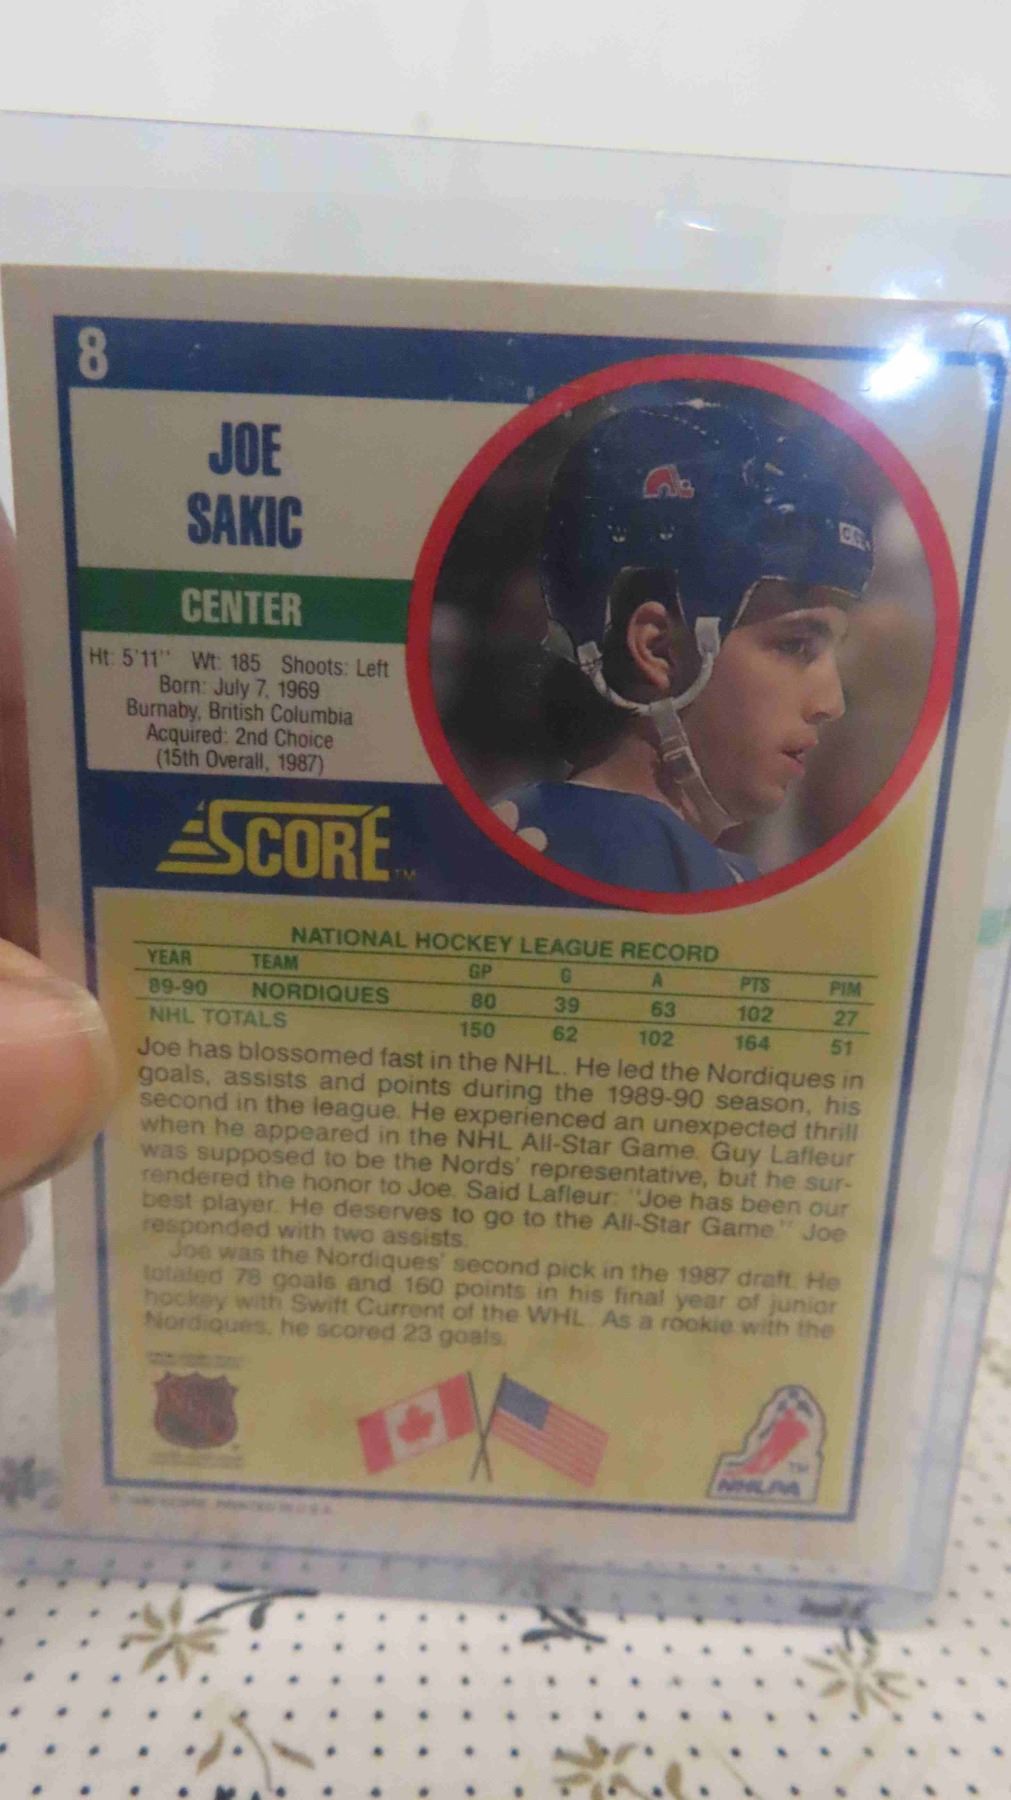 8
JOE
SAKIC
CENTER
Ht: 5'11" Wt: 185 Shoots: Left
Born: July 7, 1969
Burnaby, British Columbia
Acquired: 2nd Choice
(15th Overall, 1987)
SCORE™
NATIONAL HOCKEY LEAGUE RECORD
YEAR TEAM GP G A PTS PIM
89-90 NORDIQUES 80 39 63 102 27
NHL TOTALS 150 62 102 164 51
Joe has blossomed fast in the NHL. He led the Nordiques in
goals, assists and points during the 1989-90 season, his
second in the league. He experienced an unexpected thrill
when he appeared in the NHL All-Star Game. Guy Lafleur
was supposed to be the Nords' representative, but he sur-
rendered the honor to Joe. Said Lafleur: "Joe has been our
best player. He deserves to go to the All-Star Game." Joe
responded with two assists.
Joe was the Nordiques' second pick in the 1987 draft. He
totaled 78 goals and 160 points in his final year of junior
hockey with Swift Current of the WHL. As a rookie with the
Nordiques, he scored 23 goals.
NHL
TM
NHLPA
SCORE, PRINTED IN U.S.A.